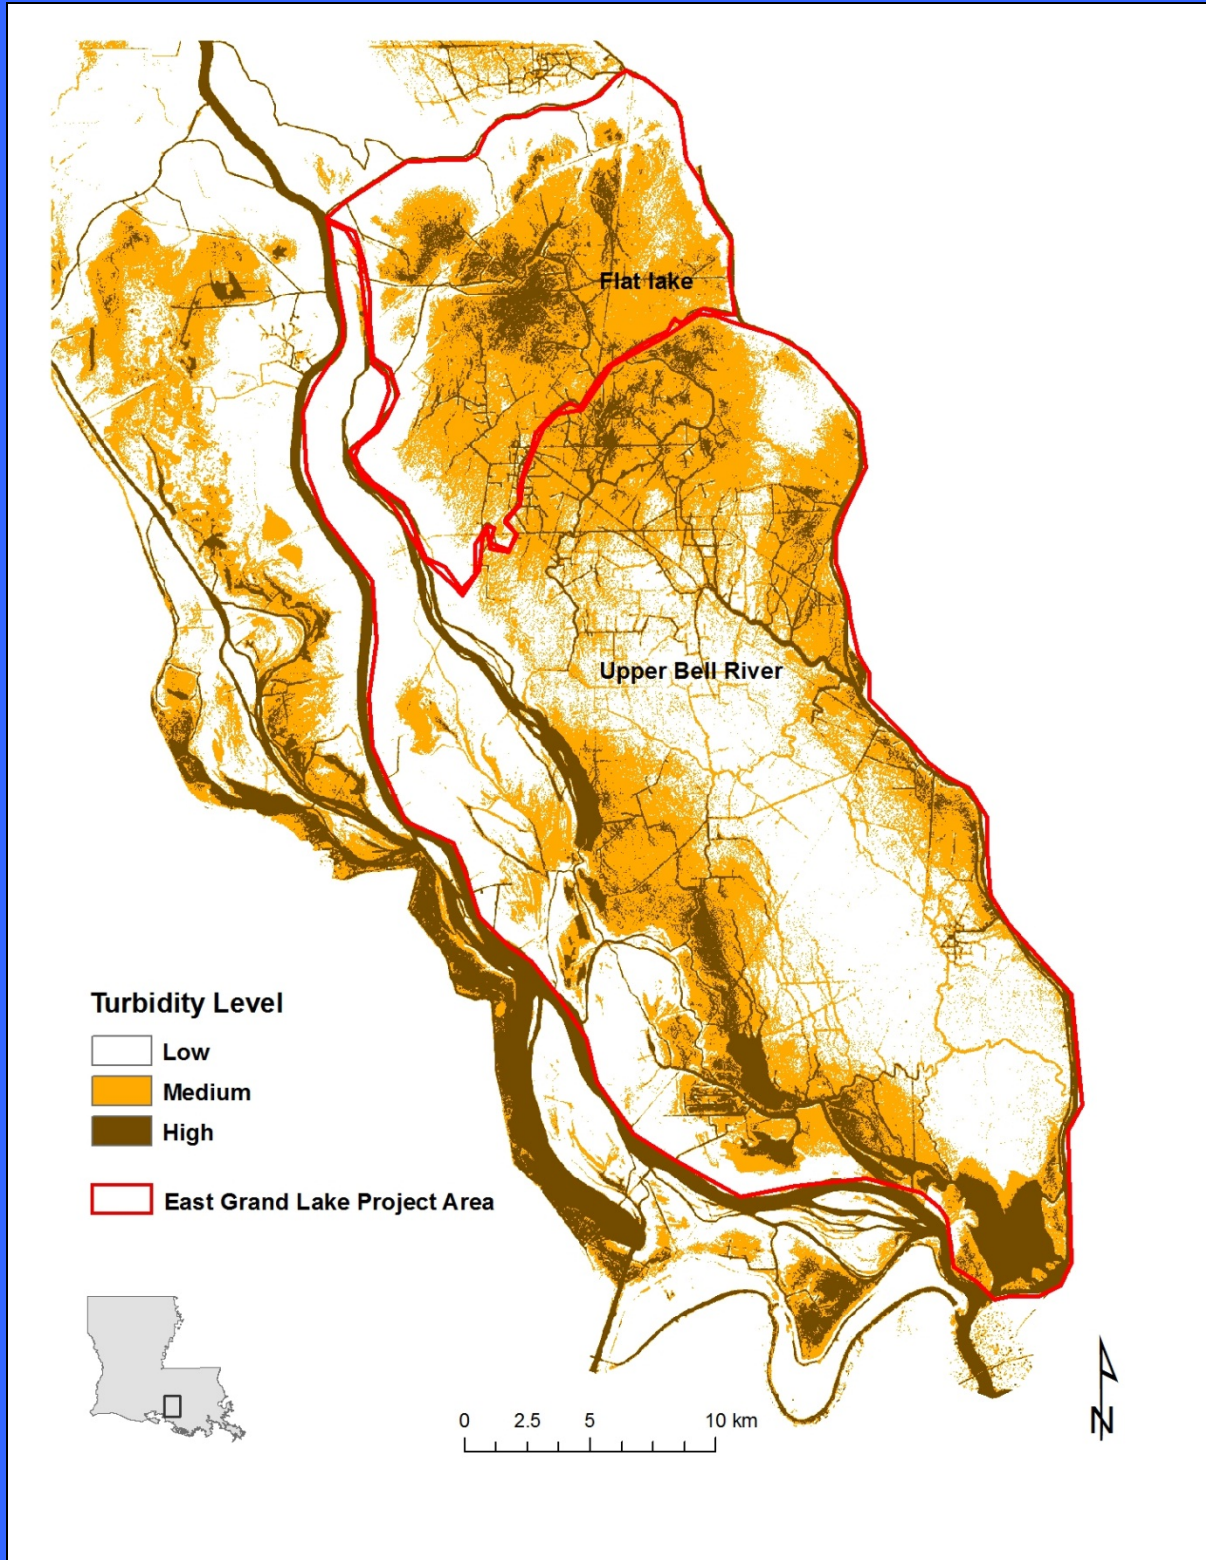 Flat lake
Upper Bell River
Turbidity Level
Low
Medium
High
East Grand Lake Project Area
0 2.5 5 10 km
N